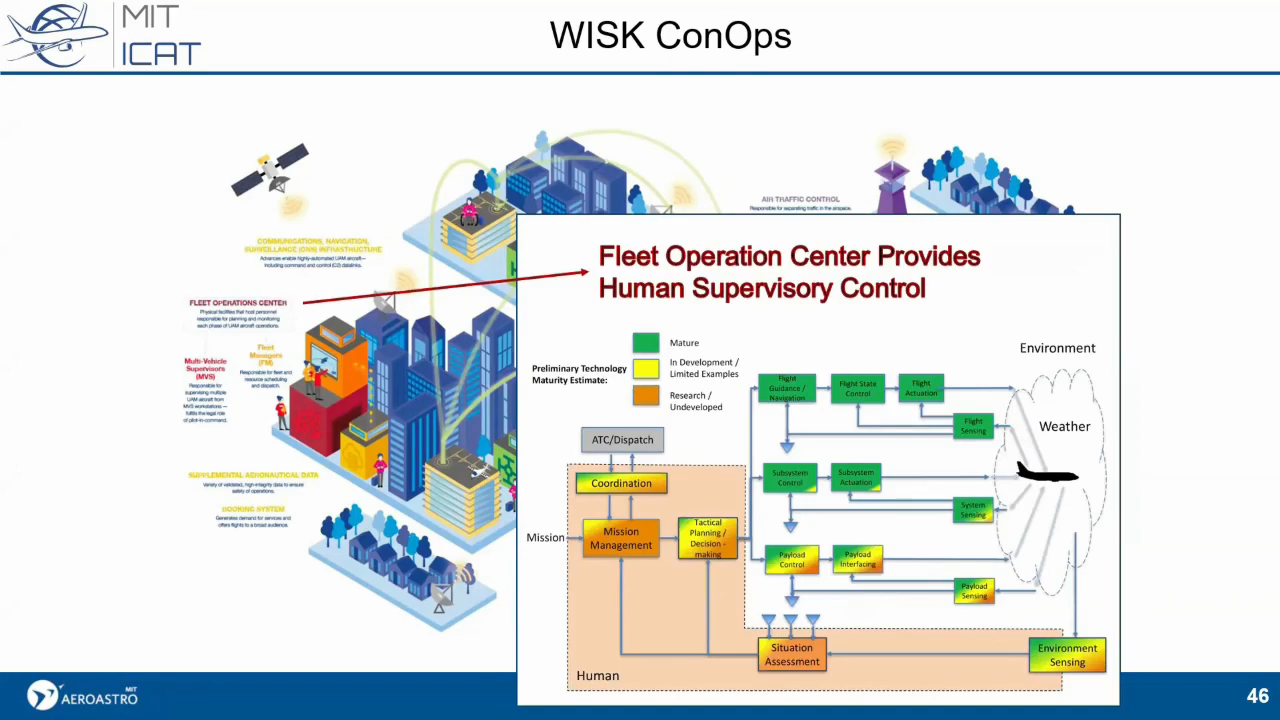 MIT
ICAT
WISK ConOps
AIR TRAFFIC CONTROL
Responsible for separating traffic in the airspace.
COMMUNICATIONS, NAVIGATION,
SURVEILLANCE (CNS) INFRASTRUCTURE
Advances enable highly-automated UAM aircraft—
including command and control (C2) datalinks.
FLEET OPERATIONS CENTER
Physical facilities that host personnel
responsible for planning and monitoring
each phase of UAM aircraft operations.
Multi-Vehicle
Supervisors
(MVS)
Responsible for
supervising multiple
UAM aircraft from
MVS workstations —
fulfills the legal role
of pilot-in-command.
Fleet
Managers
(FM)
Responsible for fleet and
resource scheduling
and dispatch.
SUPPLEMENTAL AERONAUTICAL DATA
Variety of validated, high-integrity data to ensure
safety of operations.
BOOKING SYSTEM
Generates demand for services and
offers flights to a broad audience.
Fleet Operation Center Provides
Human Supervisory Control
Preliminary Technology
Maturity Estimate:
Mature
In Development /
Limited Examples
Research /
Undeveloped
Environment
Weather
Flight
Guidance /
Navigation
Flight State
Control
Flight
Actuation
Flight
Sensing
ATC/Dispatch
Coordination
Mission
Mission
Management
Tactical
Planning /
Decision -
making
Subsystem
Control
Subsystem
Actuation
System
Sensing
Payload
Control
Payload
Interfacing
Payload
Sensing
Situation
Assessment
Environment
Sensing
Human
MIT
AEROASTRO
46